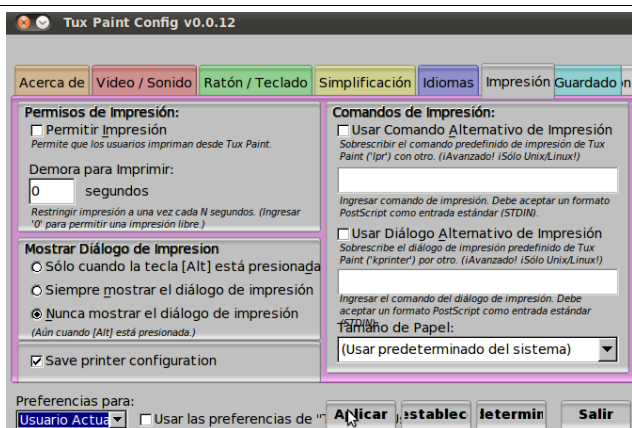 Tux Paint Config v0.0.12
Acerca de Video / Sonido Ratón / Teclado Simplificación Idiomas Impresión Guardado
Permisos de Impresión:
Permitir Impresión
Permite que los usuarios impriman desde Tux Paint.
Demora para Imprimir:
0 segundos
Restringir impresión a una vez cada N segundos. (Ingresar
'0' para permitir una impresión libre.)
Mostrar Diálogo de Impresion
Sólo cuando la tecla [Alt] está presionada
Siempre mostrar el diálogo de impresión
Nunca mostrar el diálogo de impresión
(Aún cuando [Alt] está presionada.)
Save printer configuration
Comandos de Impresión:
Usar Comando Alternativo de Impresión
Sobrescribir el comando predefinido de impresión de Tux
Paint ('lpr') con otro. (¡Avanzado! ¡Sólo Unix/Linux!)
Ingresar comando de impresión. Debe aceptar un formato
PostScript como entrada estándar (STDIN).
Usar Diálogo Alternativo de Impresión
Sobrescribe el diálogo de impresión predefinido de Tux
Paint ('kprinter') por otro. (¡Avanzado! ¡Sólo Unix/Linux!)
Ingresar el comando del diálogo de impresión. Debe
aceptar un formato PostScript como entrada estándar
(STDIN).
Tamaño de Papel:
(Usar predeterminado del sistema)
Preferencias para:
Usuario Actua Usar las preferencias de "T
Aplicar establec determin Salir